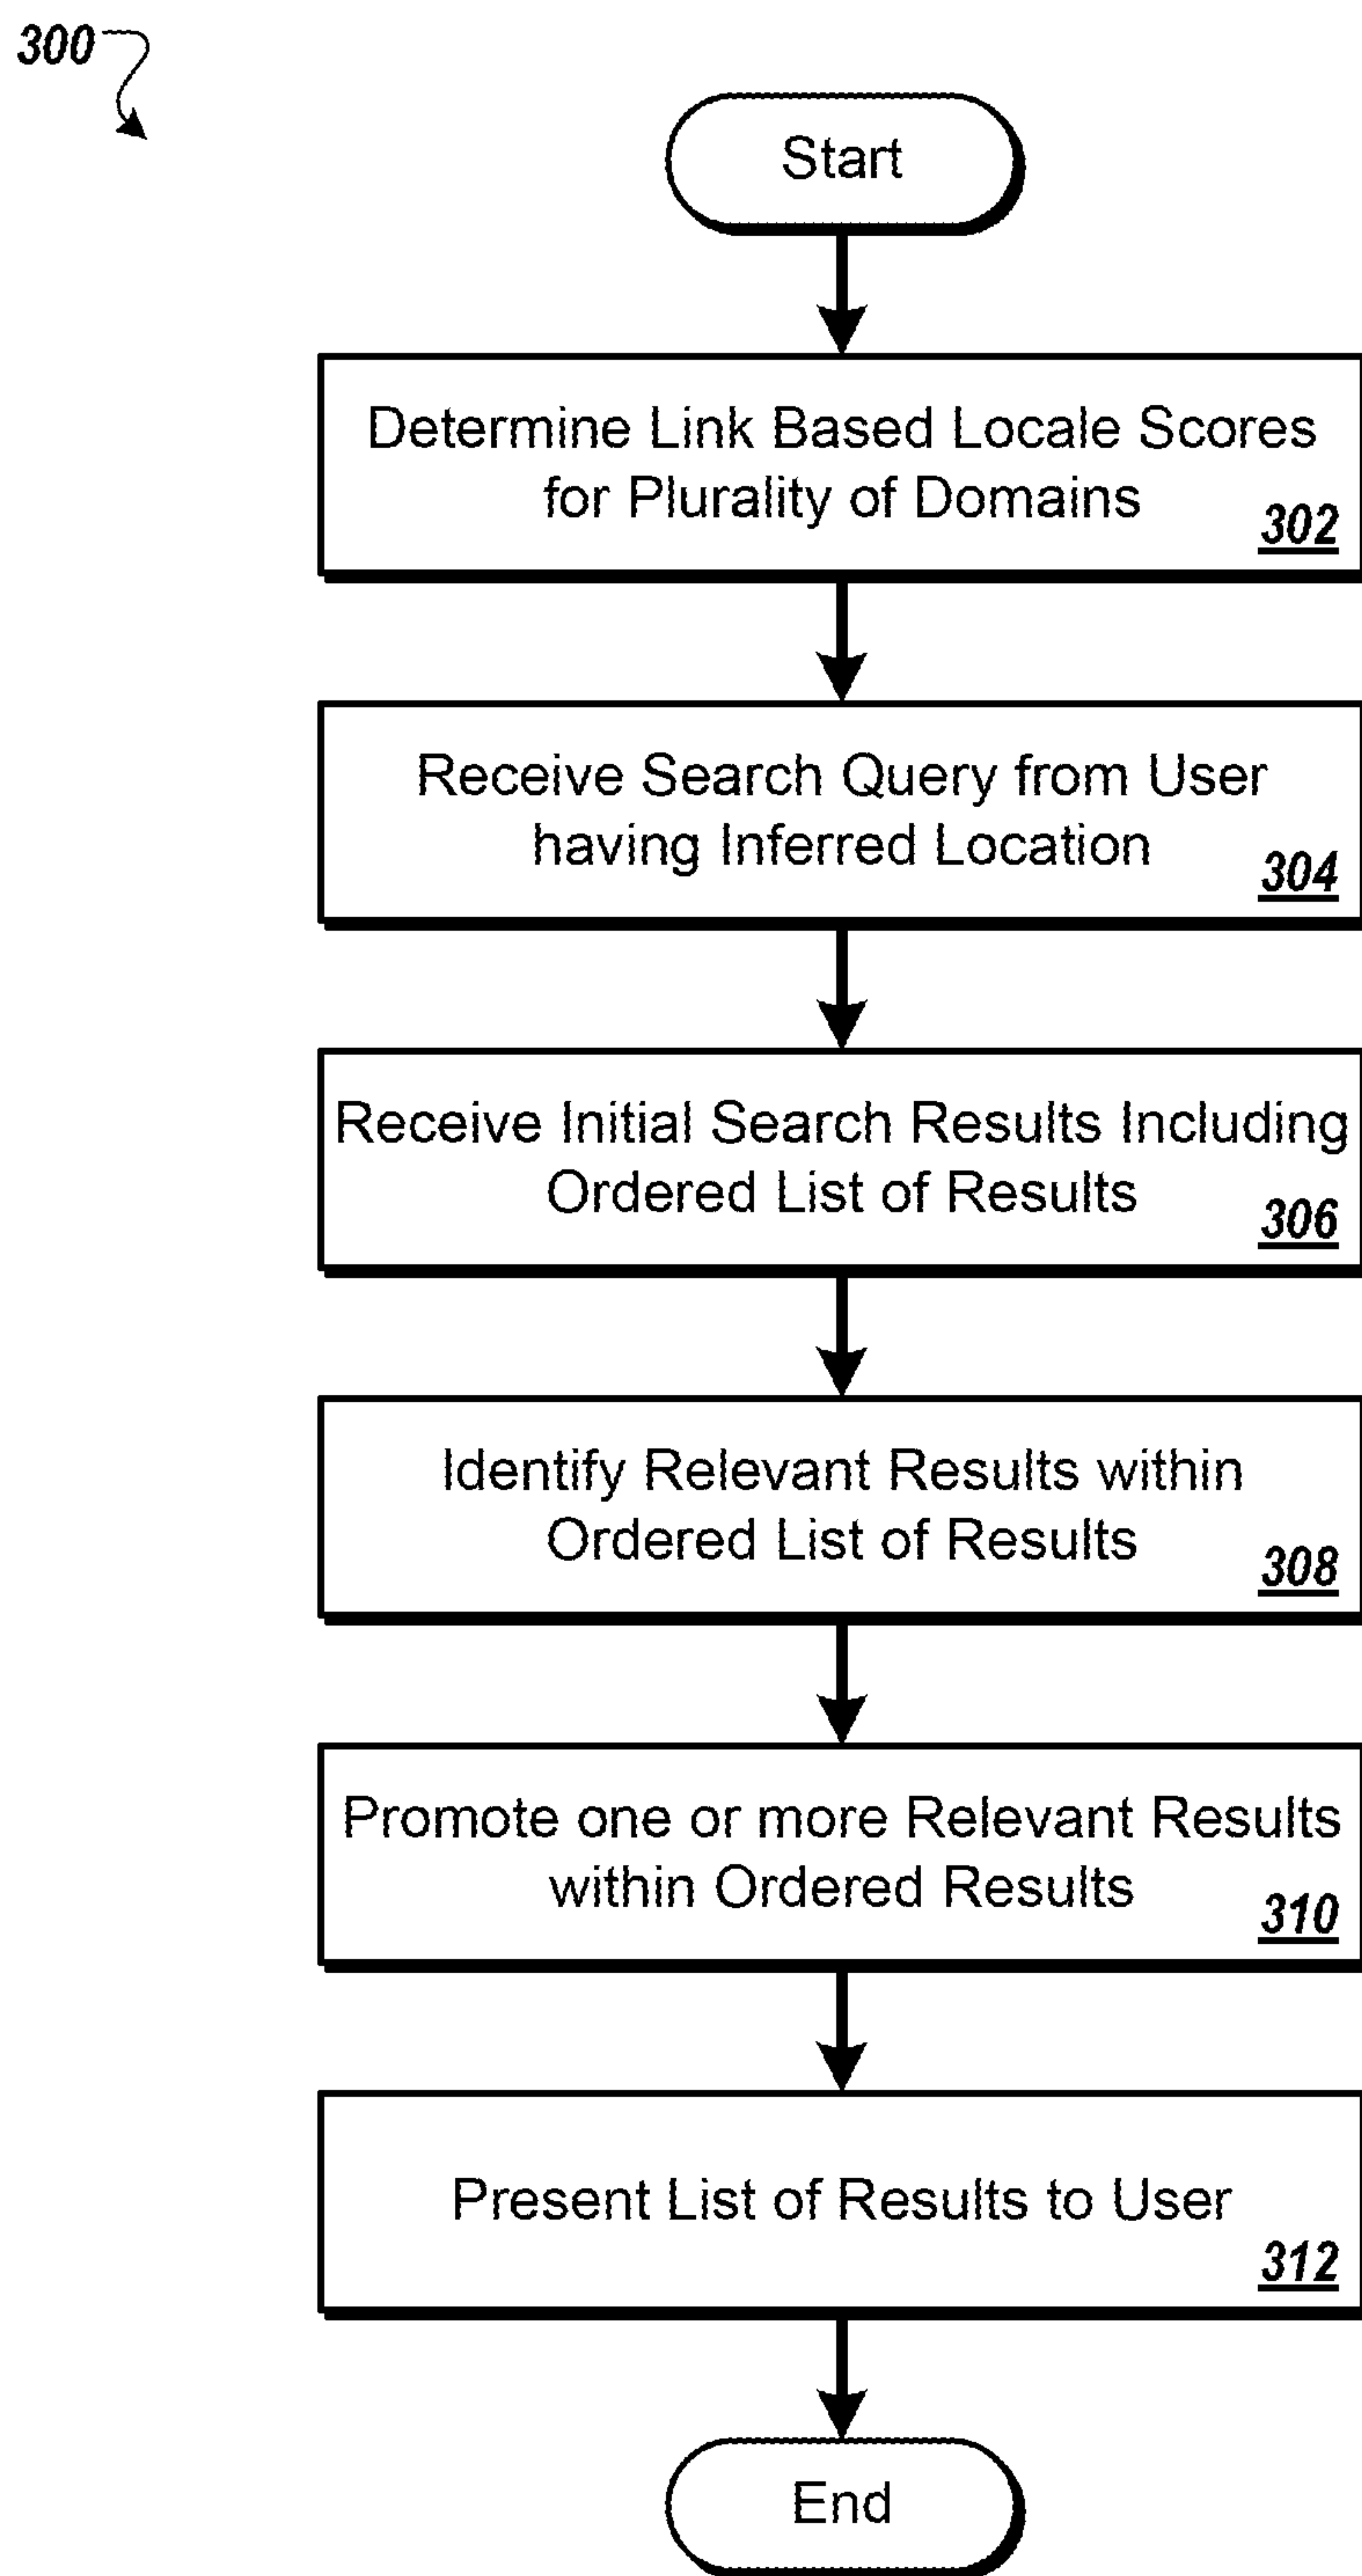 300
Start
Determine Link Based Locale Scores
for Plurality of Domains
302
Receive Search Query from User
having Inferred Location
304
Receive Initial Search Results Including
Ordered List of Results
306
Identify Relevant Results within
Ordered List of Results
308
Promote one or more Relevant Results
within Ordered Results
310
Present List of Results to User
312
End